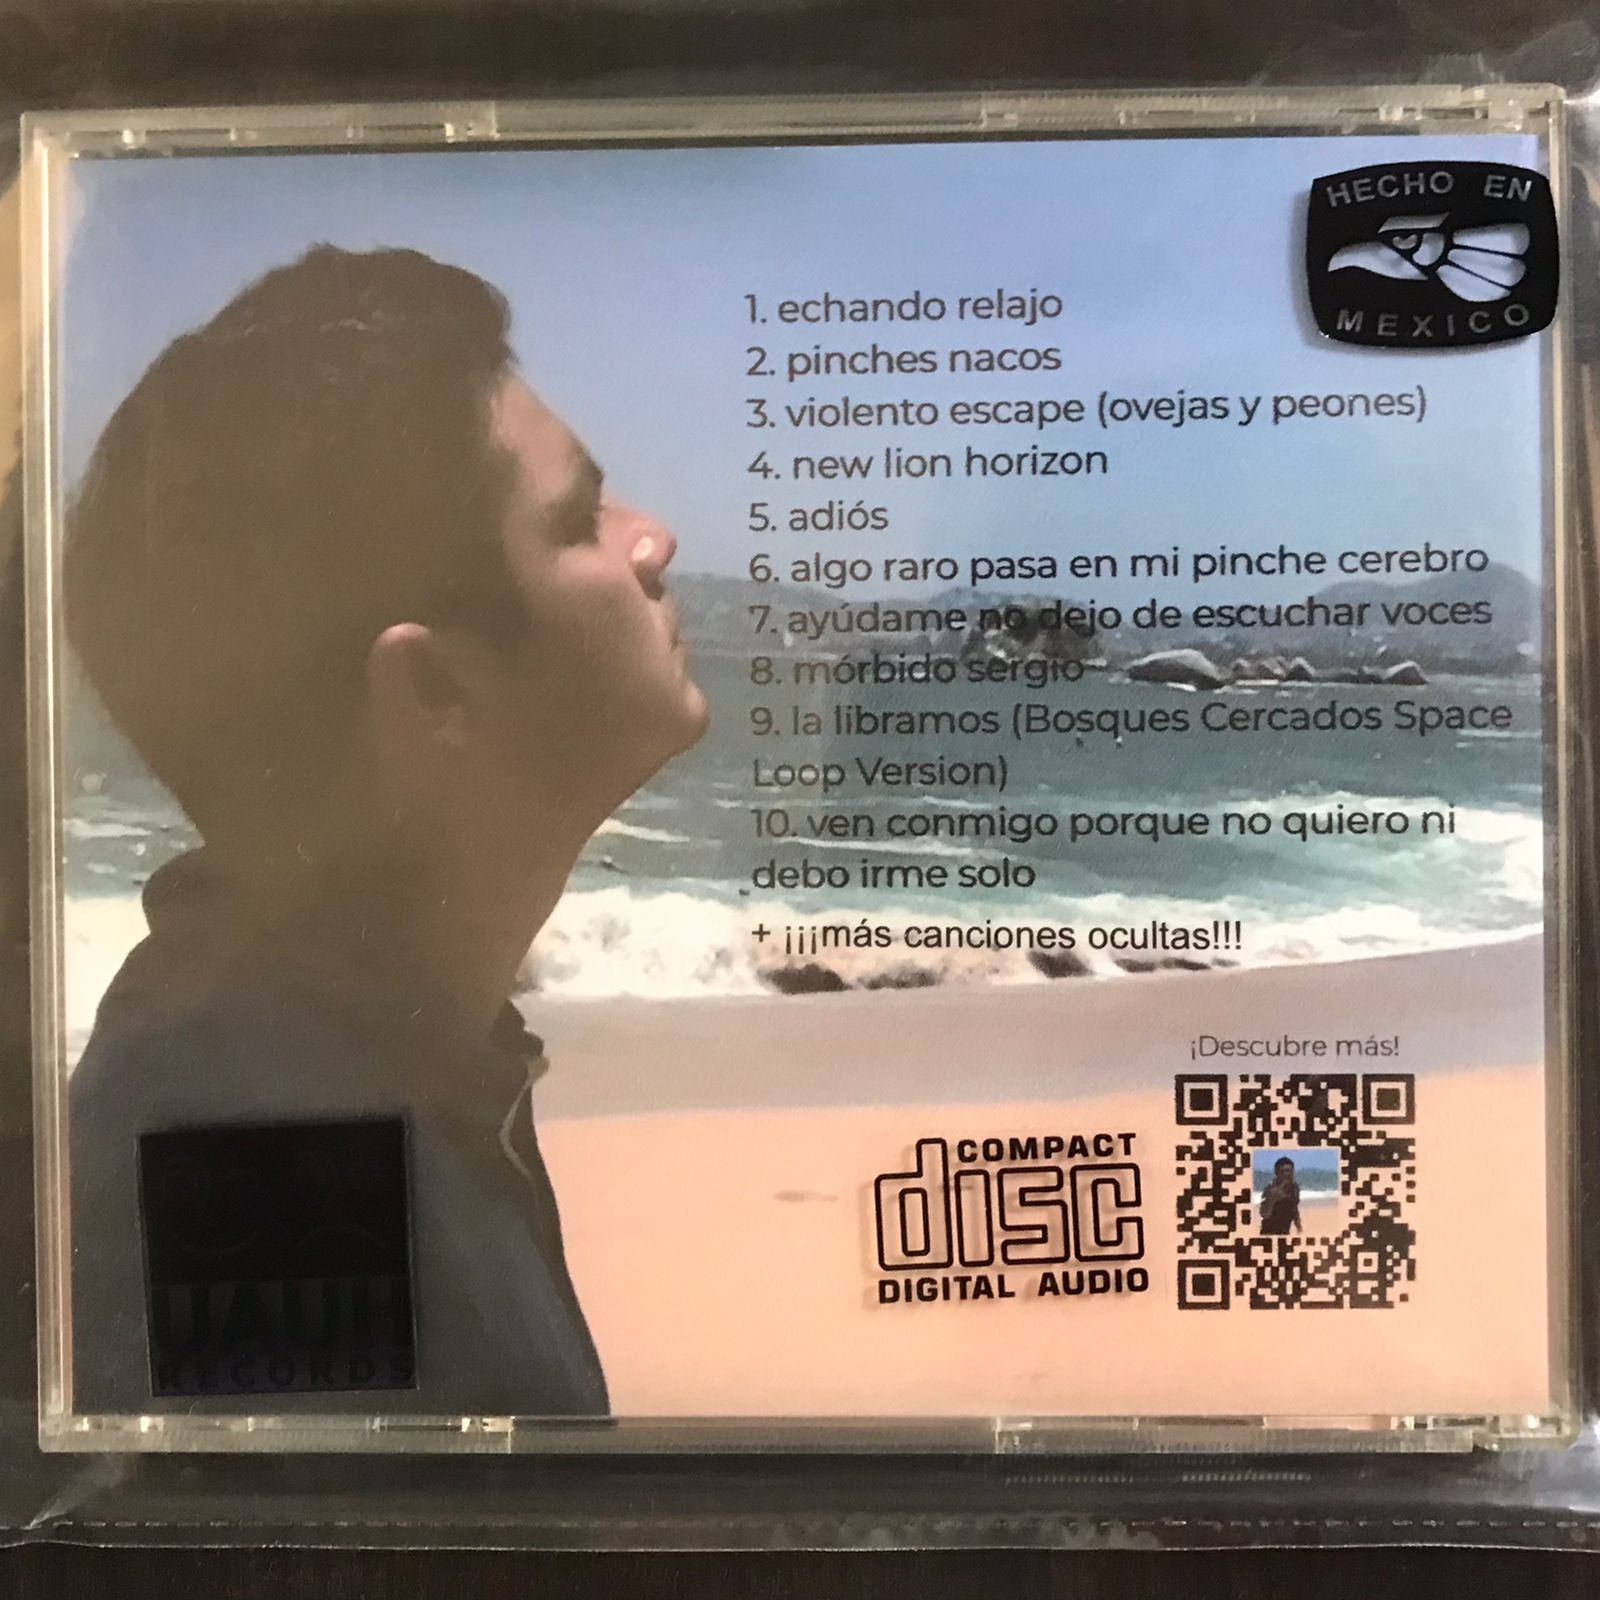 HECHO EN
MEXICO
1. echando relajo
2. pinches nacos
3. violento escape (ovejas y peones)
4. new lion horizon
5. adiós
6. algo raro pasa en mi pinche cerebro
7. ayúdame no dejo de escuchar voces
8. mórbido sergio
9. la libramos (Bosques Cercados Space
Loop Version)
10. ven conmigo porque no quiero ni
debo irme solo
+ ¡¡¡más canciones ocultas!!!
¡Descubre más!
COMPACT
disc
DIGITAL AUDIO
RECORDS